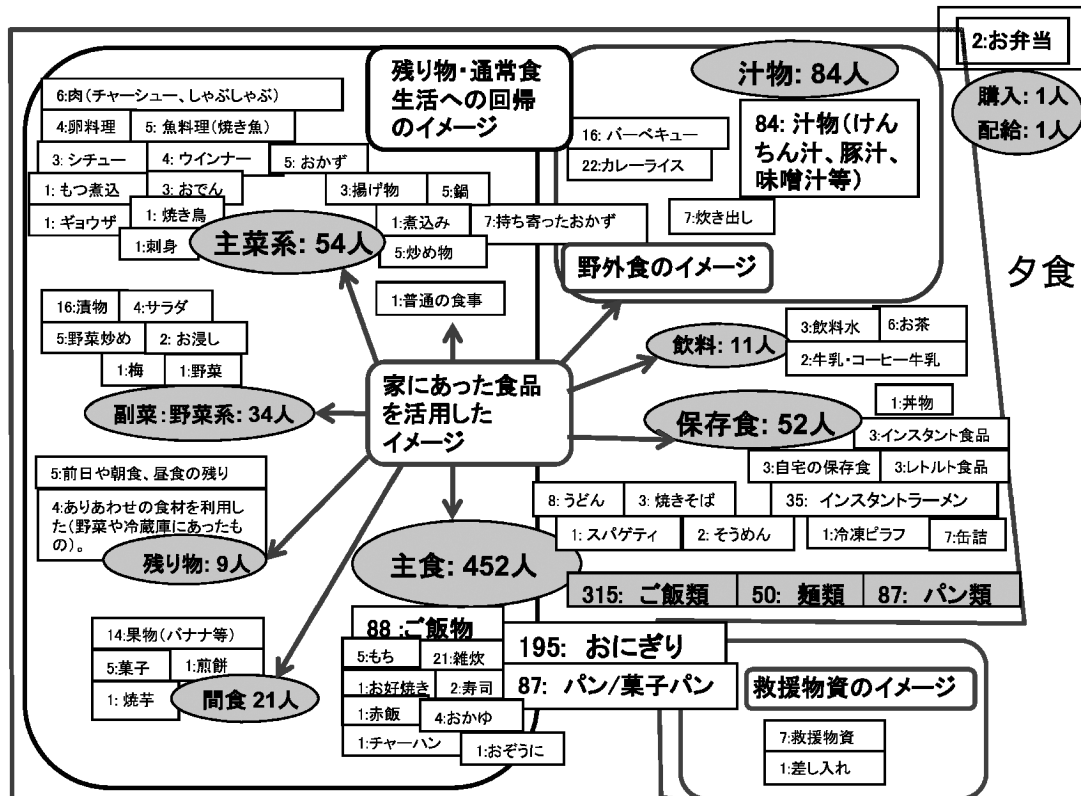 2:お弁当
購入: 1人
配給: 1人
夕食
残り物・通常食
生活への回帰
のイメージ
6:肉(チャーシュー、しゃぶしゃぶ)
4:卵料理
5: 魚料理(焼き魚)
3: シチュー
4: ウインナー
5: おかず
1: もつ煮込
3: おでん
3:揚げ物
5:鍋
1: ギョウザ
1: 焼き鳥
1:煮込み
7:持ち寄ったおかず
1:刺身
主菜系: 54人
5:炒め物
汁物: 84人
84: 汁物(けん
ちん汁、豚汁、
味噌汁等)
16: バーベキュー
22:カレーライス
7:炊き出し
野外食のイメージ
1:普通の食事
16:漬物
4:サラダ
5:野菜炒め
2: お浸し
1:梅
1:野菜
副菜:野菜系: 34人
家にあった食品
を活用した
イメージ
飲料: 11人
3:飲料水
6:お茶
2:牛乳・コーヒー牛乳
保存食: 52人
1:丼物
3:インスタント食品
3:自宅の保存食
3:レトルト食品
8: うどん
3: 焼きそば
35: インスタントラーメン
1: スパゲティ
2: そうめん
1:冷凍ピラフ
7:缶詰
5:前日や朝食、昼食の残り
4:ありあわせの食材を利用し
た(野菜や冷蔵庫にあったも
の)。
残り物: 9人
主食: 452人
315: ご飯類
50: 麺類
87: パン類
14:果物(バナナ等)
5:菓子
1:煎餅
1: 焼芋
間食 21人
88 :ご飯物
5:もち
21:雑炊
1:お好焼き
2:寿司
1:赤飯
4:おかゆ
1:チャーハン
1:おぞうに
195: おにぎり
87: パン/菓子パン
救援物資のイメージ
7:救援物資
1:差し入れ